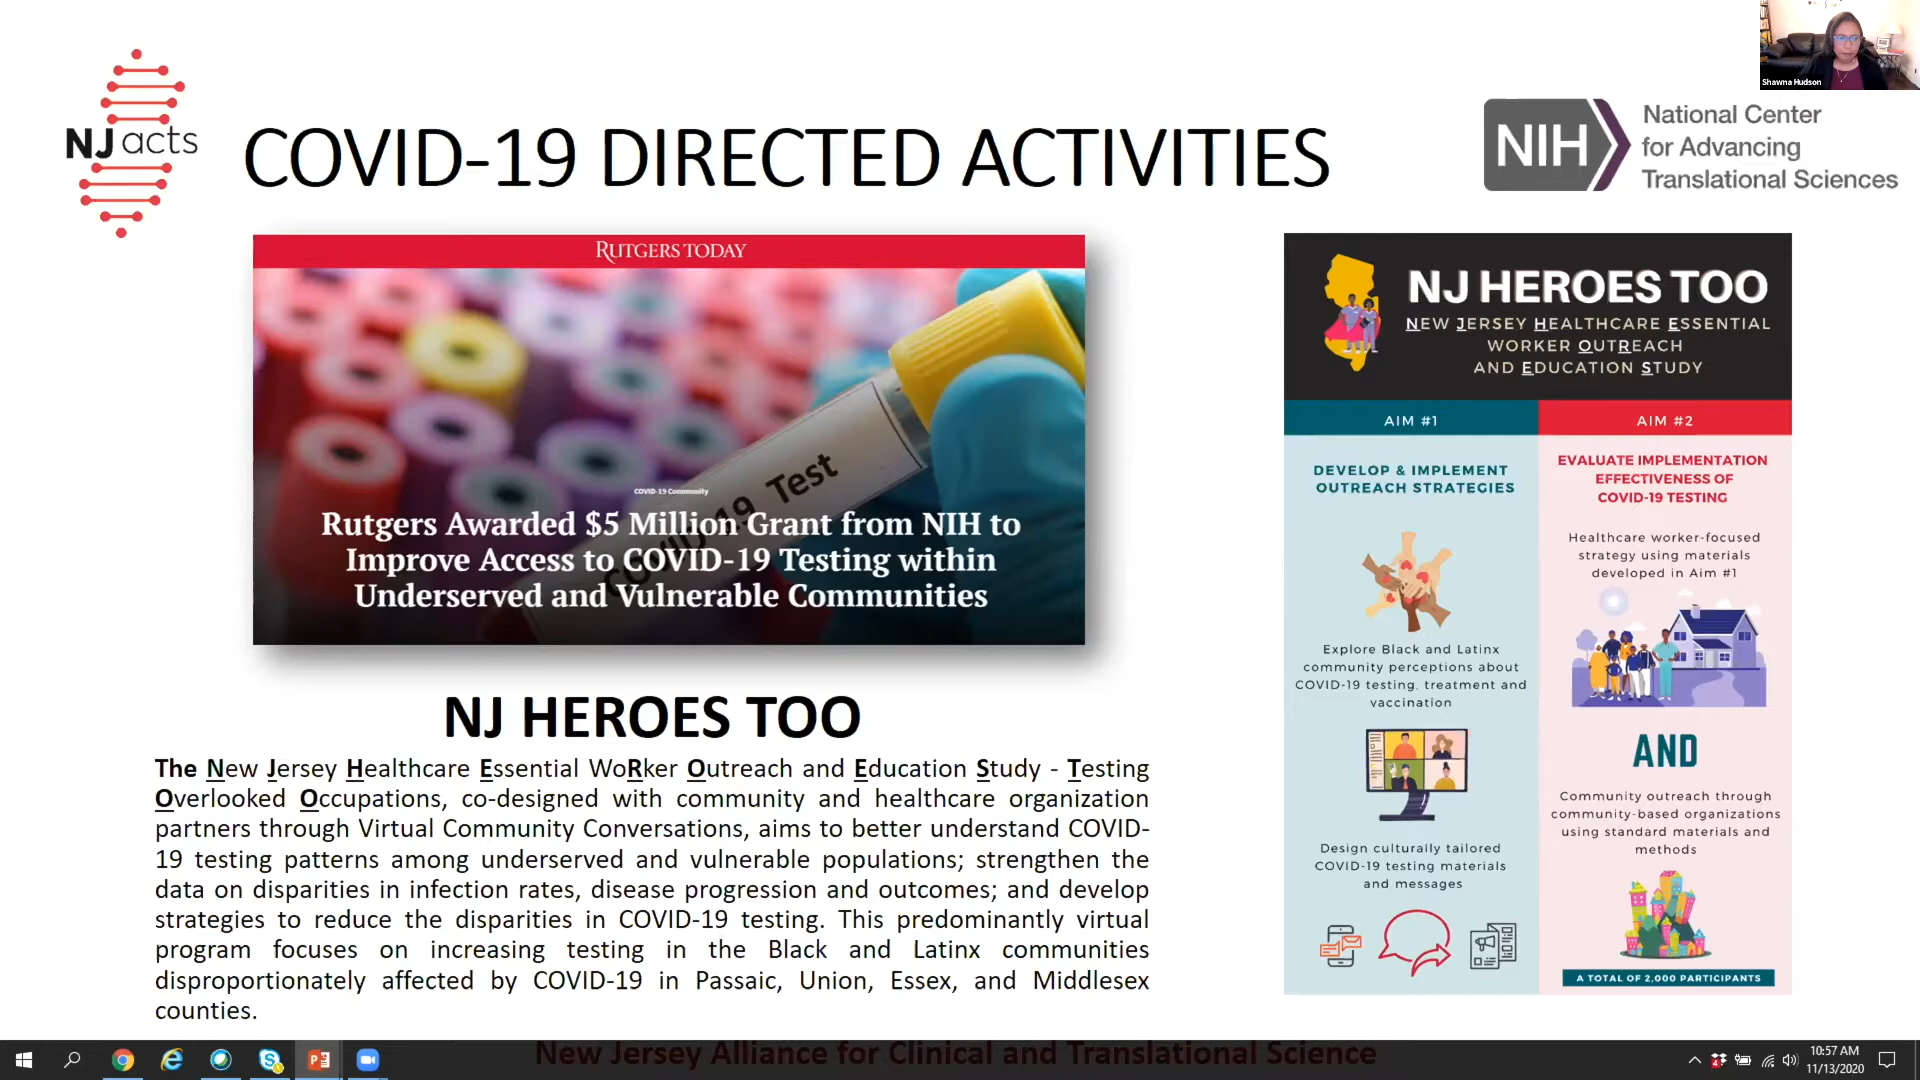 Shawna Hudson
NJ acts
COVID-19 DIRECTED ACTIVITIES
NIH
National Center
for Advancing
Translational Sciences
RUTGERS TODAY
COVID-19 Test
COVID-19 Community
Rutgers Awarded $5 Million Grant from NIH to
Improve Access to COVID-19 Testing within
Underserved and Vulnerable Communities
NJ HEROES TOO
The New Jersey Healthcare Essential WoRker Outreach and Education Study - Testing
Overlooked Occupations, co-designed with community and healthcare organization
partners through Virtual Community Conversations, aims to better understand COVID-
19 testing patterns among underserved and vulnerable populations; strengthen the
data on disparities in infection rates, disease progression and outcomes; and develop
strategies to reduce the disparities in COVID-19 testing. This predominantly virtual
program focuses on increasing testing in the Black and Latinx communities
disproportionately affected by COVID-19 in Passaic, Union, Essex, and Middlesex
counties.
NJ HEROES TOO
NEW JERSEY HEALTHCARE ESSENTIAL
WORKER OUTREACH
AND EDUCATION STUDY
AIM #1
DEVELOP & IMPLEMENT
OUTREACH STRATEGIES
Explore Black and Latinx
community perceptions about
COVID-19 testing, treatment and
vaccination
Design culturally tailored
COVID-19 testing materials
and messages
AIM #2
EVALUATE IMPLEMENTATION
EFFECTIVENESS OF
COVID-19 TESTING
Healthcare worker-focused
strategy using materials
developed in Aim #1
AND
Community outreach through
community-based organizations
using standard materials and
methods
A TOTAL OF 2,000 PARTICIPANTS
New Jersey Alliance for Clinical and Translational Science
10:57 AM
11/13/2020